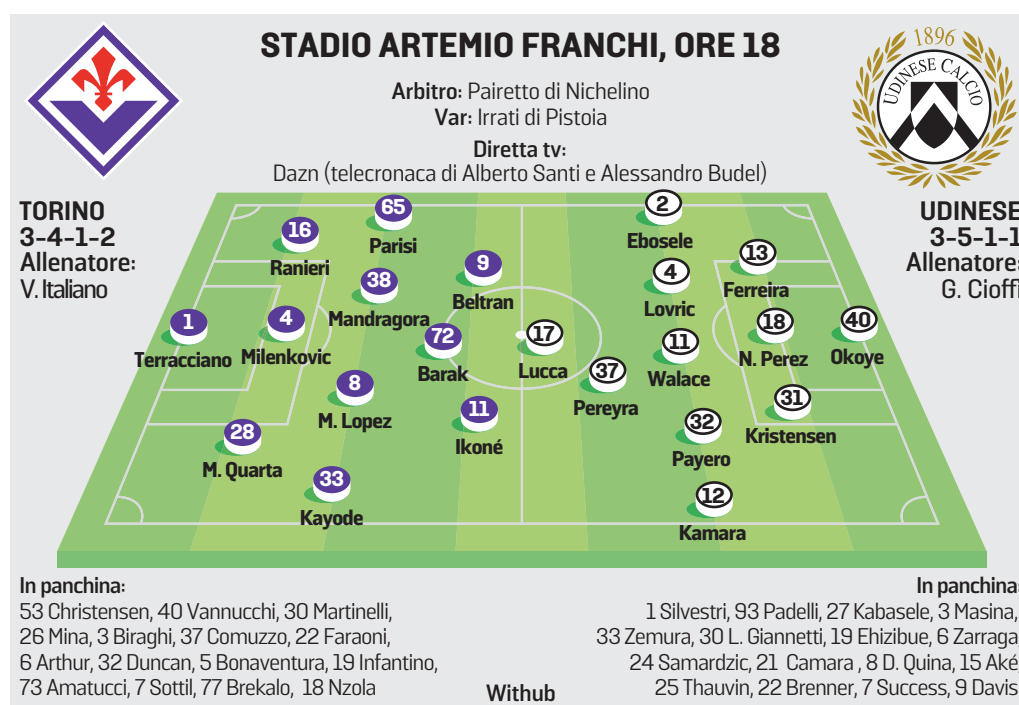 STADIO ARTEMIO FRANCHI, ORE 18
Arbitro: Pairetto di Nichelino
Var: Irrati di Pistoia
Diretta tv:
Dazn (telecronaca di Alberto Santi e Alessandro Budel)
1896
UDINESE CALCIO
TORINO
3-4-1-2
Allenatore:
V. Italiano
UDINESE
3-5-1-1
Allenatore:
G. Cioffi
65
Parisi
16
Ranieri
9
Beltran
38
Mandragora
1
Terracciano
4
Milenkovic
72
Barak
8
M. Lopez
11
Ikoné
28
M. Quarta
33
Kayode
2
Ebosele
13
Ferreira
4
Lovric
17
Lucca
11
Walace
18
N. Perez
40
Okoye
37
Pereyra
31
Kristensen
32
Payero
12
Kamara
In panchina:
53 Christensen, 40 Vannucchi, 30 Martinelli,
26 Mina, 3 Biraghi, 37 Comuzzo, 22 Faraoni,
6 Arthur, 32 Duncan, 5 Bonaventura, 19 Infantino,
73 Amatucci, 7 Sottil, 77 Brekalo, 18 Nzola
In panchina:
1 Silvestri, 93 Padelli, 27 Kabasele, 3 Masina,
33 Zemura, 30 L. Giannetti, 19 Ehizibue, 6 Zarraga,
24 Samardzic, 21 Camara , 8 D. Quina, 15 Aké,
25 Thauvin, 22 Brenner, 7 Success, 9 Davis
Withub